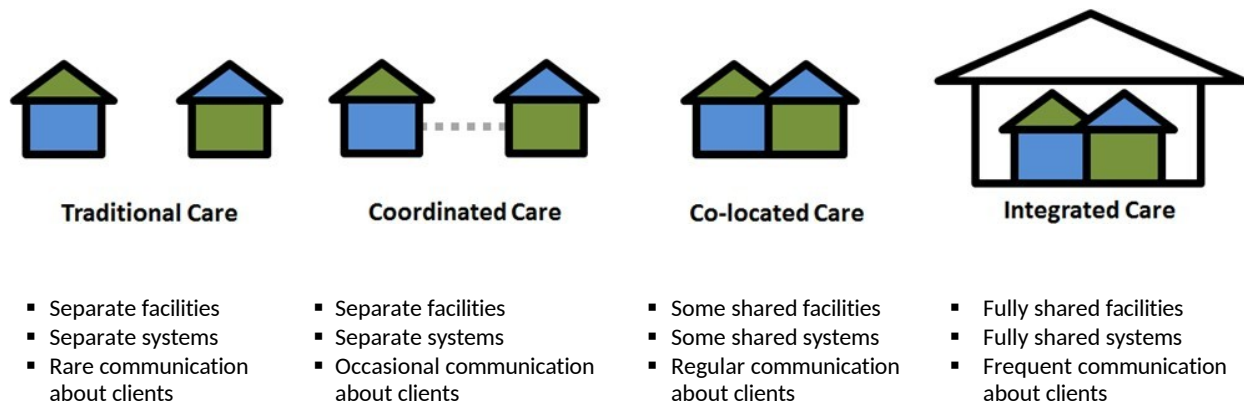 Traditional Care
▪ Separate facilities
▪ Separate systems
▪ Rare communication
about clients
Coordinated Care
▪ Separate facilities
▪ Separate systems
▪ Occasional communication
about clients
Co-located Care
▪ Some shared facilities
▪ Some shared systems
▪ Regular communication
about clients
Integrated Care
▪ Fully shared facilities
▪ Fully shared systems
▪ Frequent communication
about clients